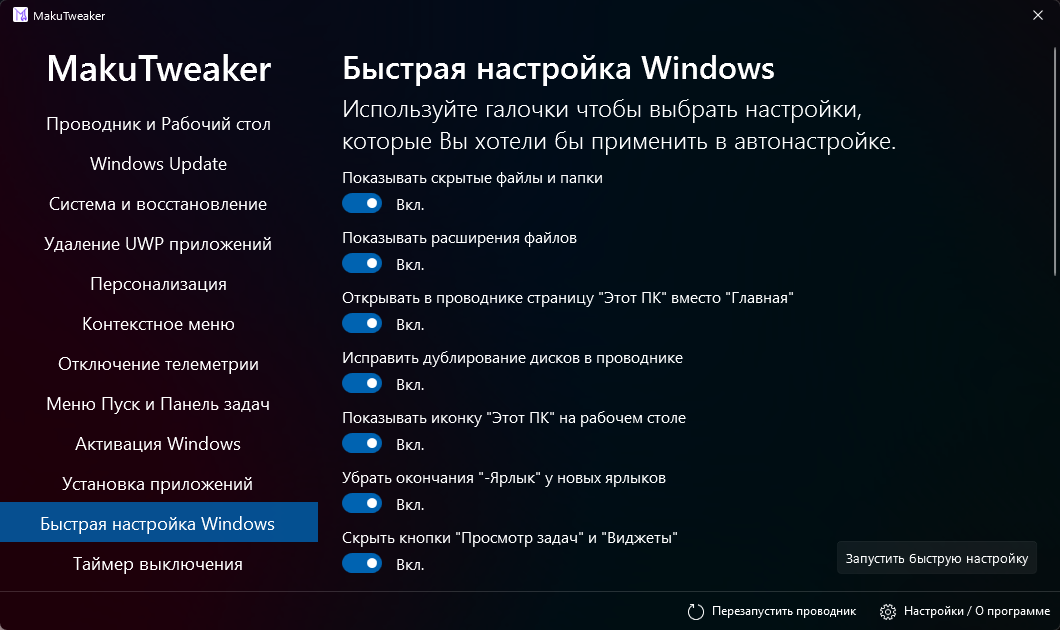 MakuTweaker
MakuTweaker
Проводник и Рабочий стол
Windows Update
Система и восстановление
Удаление UWP приложений
Персонализация
Контекстное меню
Отключение телеметрии
Меню Пуск и Панель задач
Активация Windows
Установка приложений
Быстрая настройка Windows
Таймер выключения
Быстрая настройка Windows
Используйте галочки чтобы выбрать настройки,
которые Вы хотели бы применить в автонастройке.
Показывать скрытые файлы и папки
Вкл.
Показывать расширения файлов
Вкл.
Открывать в проводнике страницу "Этот ПК" вместо "Главная"
Вкл.
Исправить дублирование дисков в проводнике
Вкл.
Показывать иконку "Этот ПК" на рабочем столе
Вкл.
Убрать окончания "-Ярлык" у новых ярлыков
Вкл.
Скрыть кнопки "Просмотр задач" и "Виджеты"
Вкл.
Запустить быструю настройку
Перезапустить проводник
Настройки / О программе